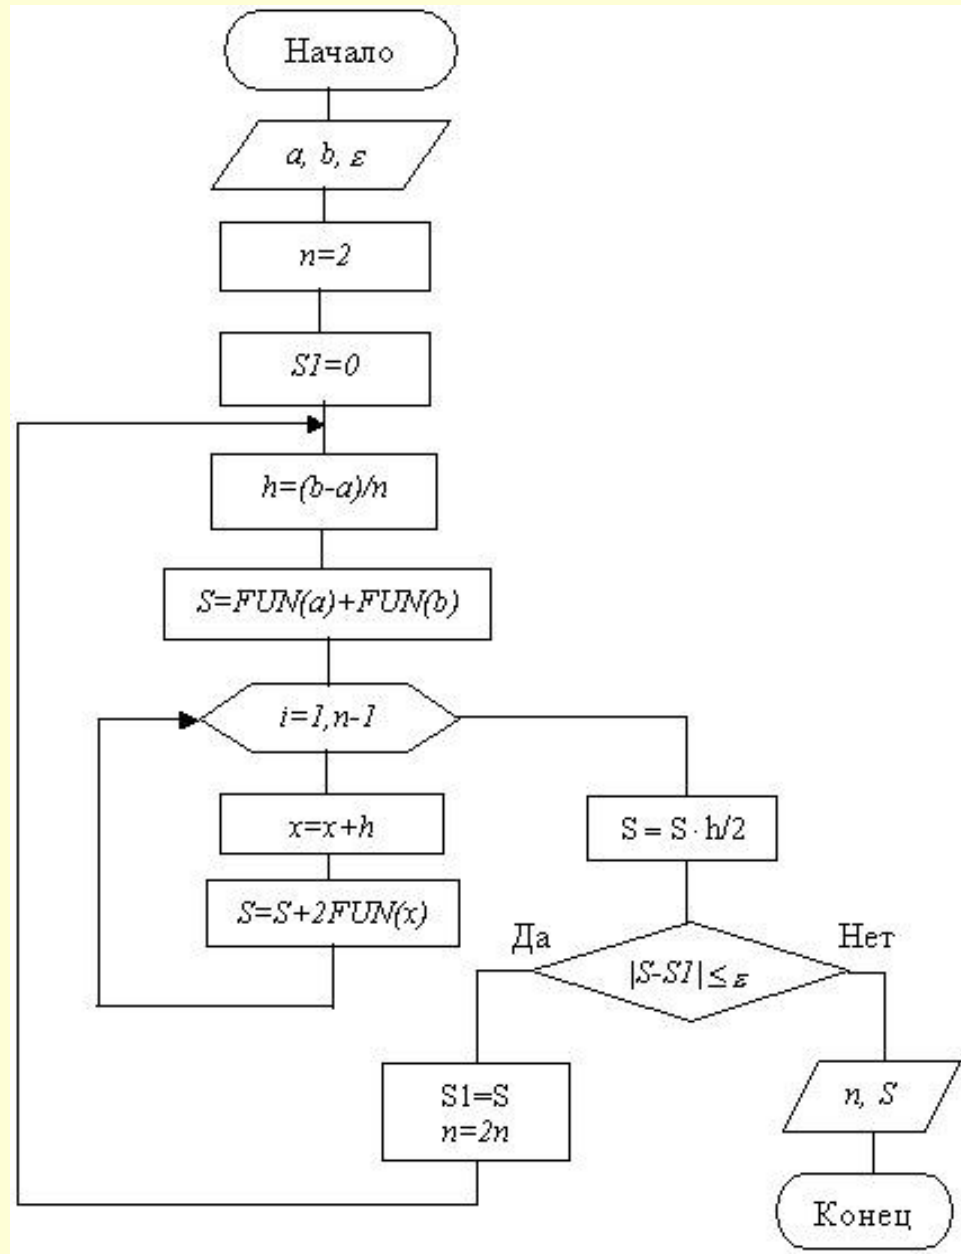 Начало
a, b, ε
n=2
S1=0
h=(b-a)/n
S=FUN(a)+FUN(b)
i=1,n-1
x=x+h
S=S+2FUN(x)
S = S · h/2
Да
Нет
|S-S1| ≤ ε
S1=S
n=2n
n, S
Конец